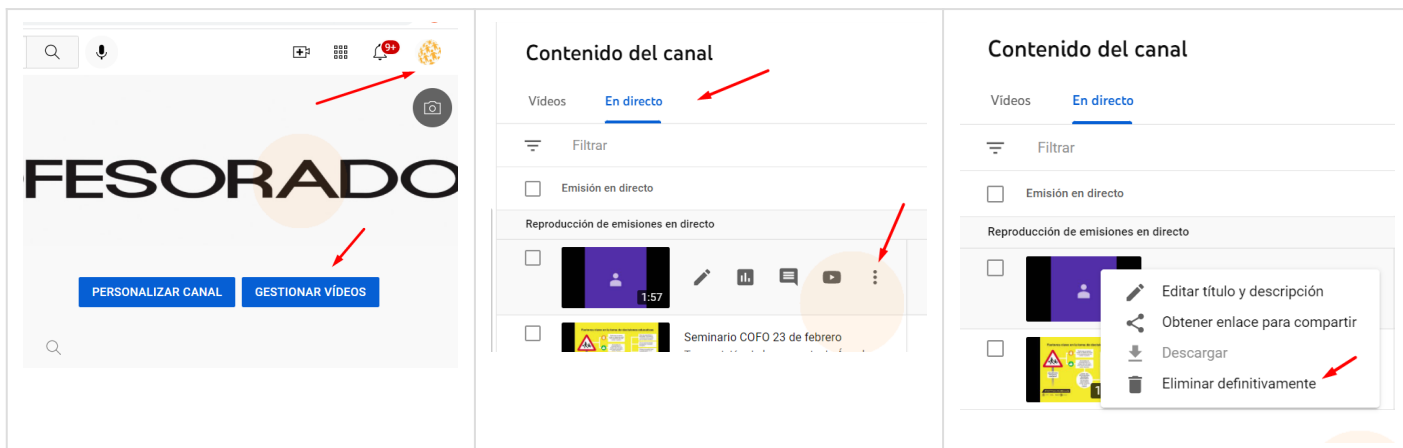 9+
FESORADO
PERSONALIZAR CANAL
GESTIONAR VÍDEOS
Contenido del canal
Vídeos
En directo
Filtrar
Emisión en directo
Reproducción de emisiones en directo
1:57
Seminario COFO 23 de febrero
Contenido del canal
Vídeos
En directo
Filtrar
Emisión en directo
Reproducción de emisiones en directo
Editar título y descripción
Obtener enlace para compartir
Descargar
Eliminar definitivamente